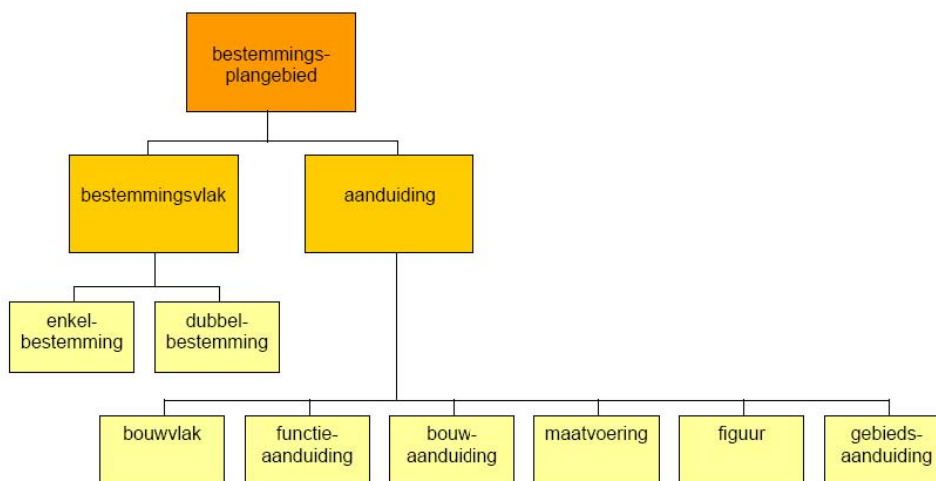 bestemmings-
plangebied
bestemmingsvlak
aanduiding
enkel-
bestemming
dubbel-
bestemming
bouwvlak
functie-
aanduiding
bouw-
aanduiding
maatvoering
figuur
gebieds-
aanduiding